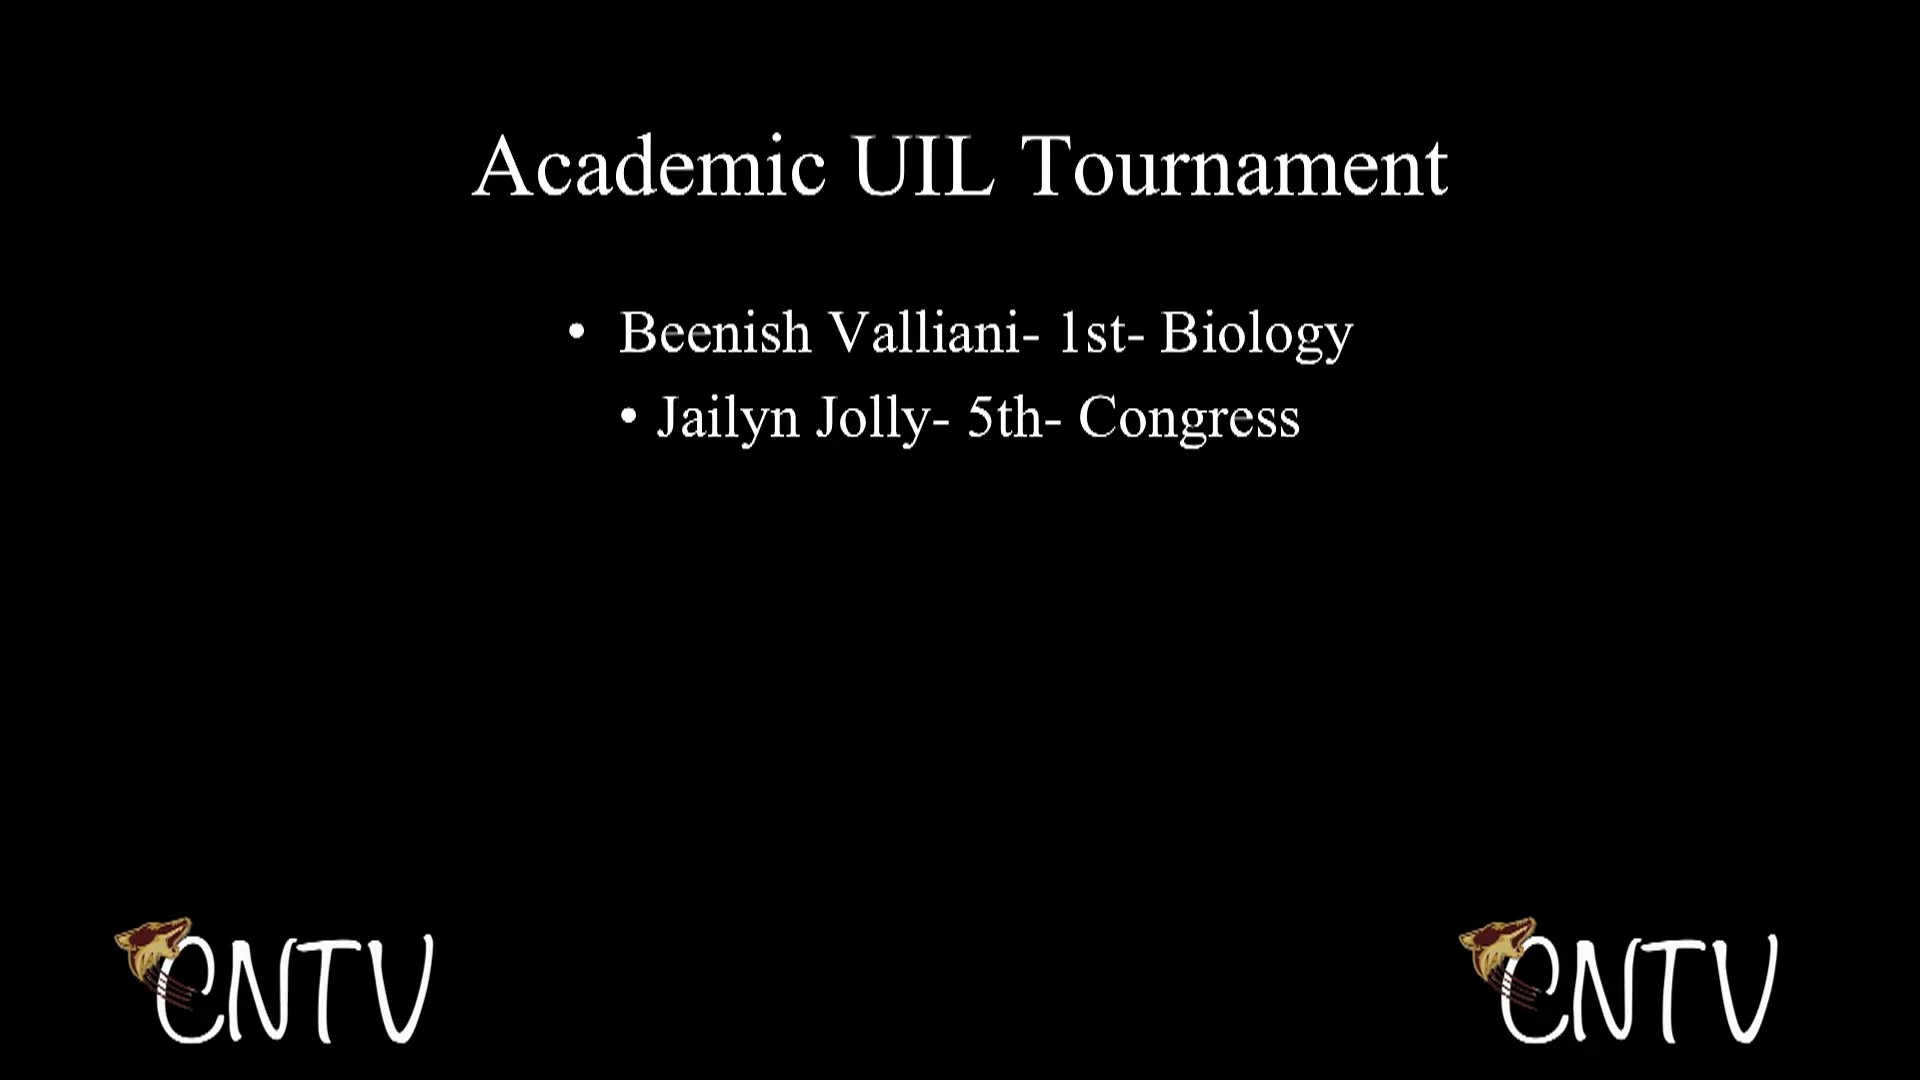 Academic UIL Tournament
• Beenish Valliani- 1st- Biology
• Jailyn Jolly- 5th- Congress
CNTV CNTV